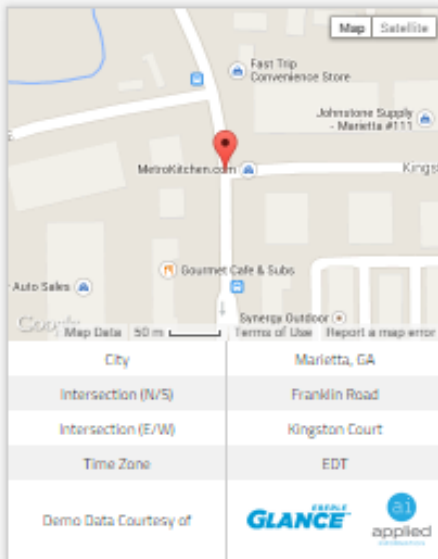 Map Satellite
Fast Trip
Convenience Store
Johnstone Supply
- Marietta #111
MetroKitchen.com
Kings
Gourmet Cafe & Subs
Auto Sales
Synergy Outdoor
Google Map Data 50 m Terms of Use Report a map error
City Marietta, GA
Intersection (N/S) Franklin Road
Intersection (E/W) Kingston Court
Time Zone EDT
Demo Data Courtesy of
EBERLE
GLANCE
ai
applied